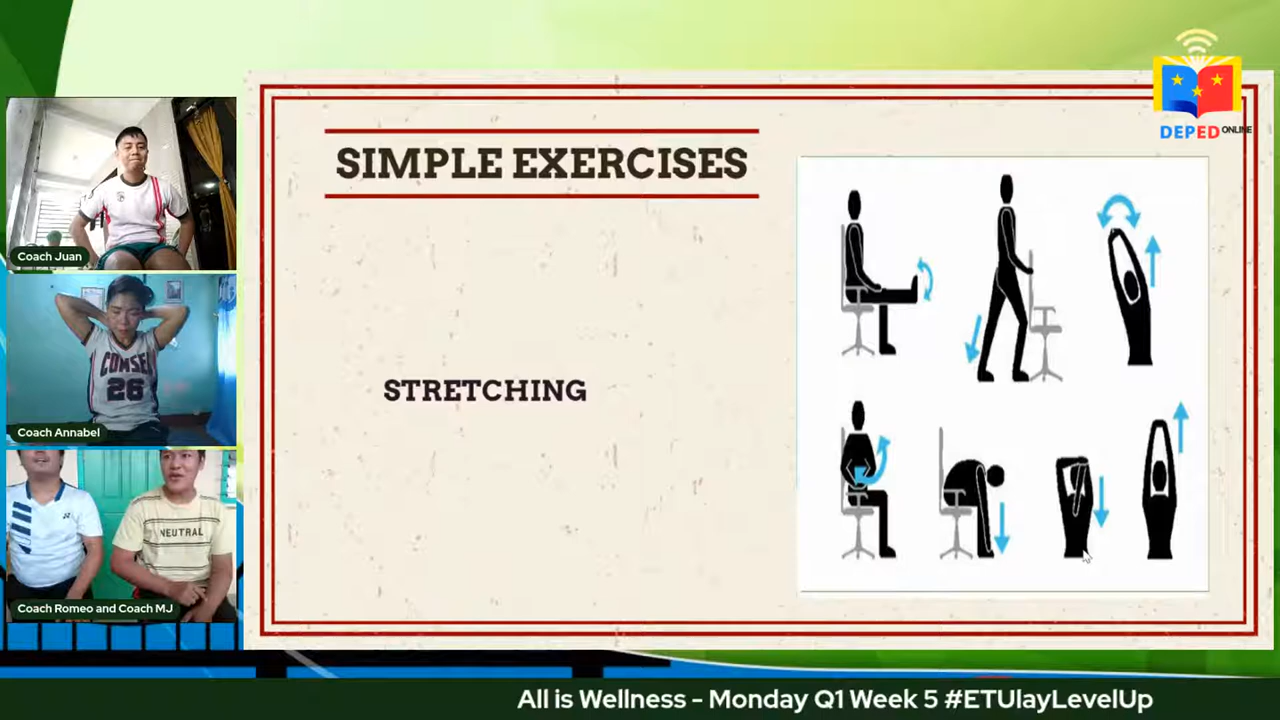 SIMPLE EXERCISES
STRETCHING
DEPED ONLINE
Coach Juan
COMSEL
26
Coach Annabel
NEUTRAL
Coach Romeo and Coach MJ
All is Wellness - Monday Q1 Week 5 #ETUlayLevelUp